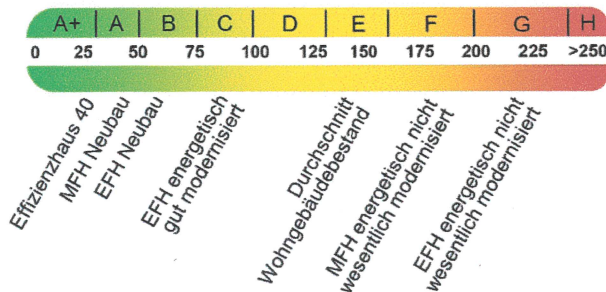 A+ A B C D E F G H
0 25 50 75 100 125 150 175 200 225 >250
Effizienzhaus 40
MFH Neubau
EFH Neubau
EFH energetisch
gut modernisiert
Durchschnitt
Wohngebäudebestand
MFH energetisch nicht
wesentlich modernisiert
EFH energetisch nicht
wesentlich modernisiert